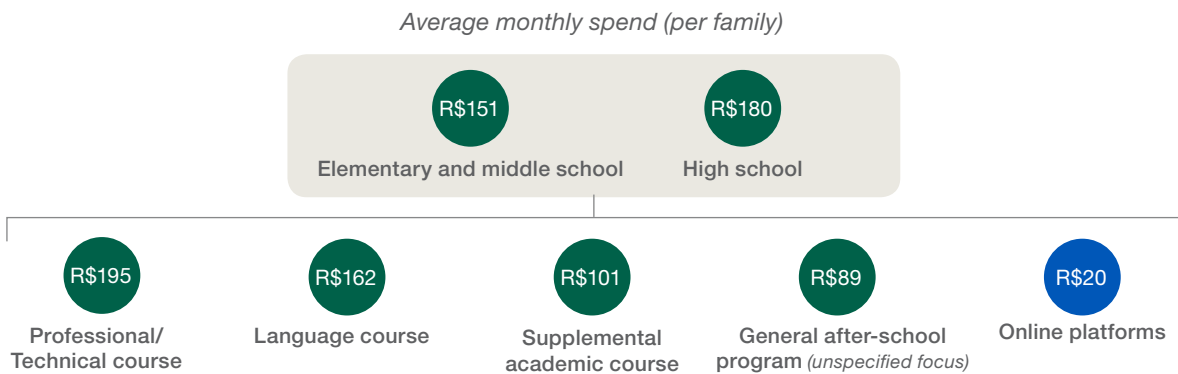 Average monthly spend (per family)
R$151
R$180
Elementary and middle school
High school
R$195
R$162
R$101
R$89
R$20
Professional/
Technical course
Language course
Supplemental
academic course
General after-school
program (unspecified focus)
Online platforms